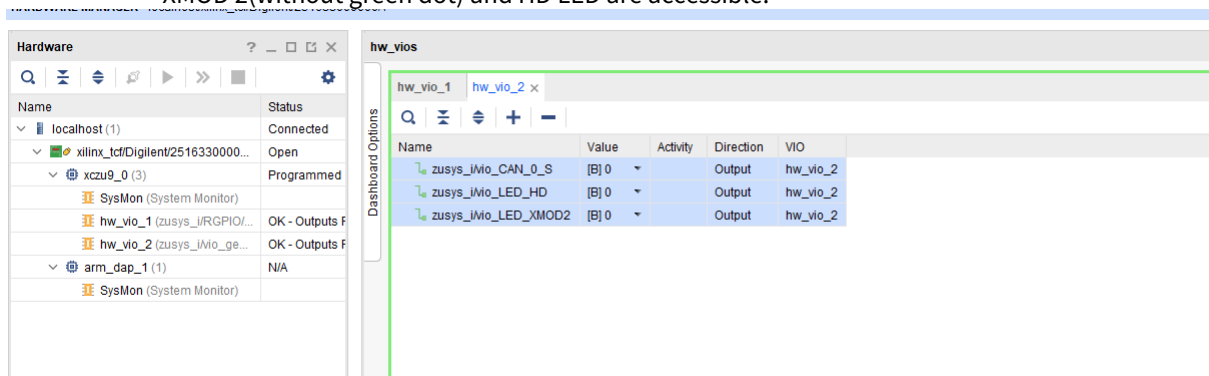 XMOD 2(without green dot) and HD LED are accessible.
Hardware ? _ □ X
Name Status
localhost (1) Connected
xilinx_tcf/Digilent/2516330000... Open
xczu9_0 (3) Programmed
SysMon (System Monitor)
hw_vio_1 (zusys_i/RGPIO/... OK - Outputs F
hw_vio_2 (zusys_i/vio_ge... OK - Outputs F
arm_dap_1 (1) N/A
SysMon (System Monitor)
hw_vios
Dashboard Options
hw_vio_1 hw_vio_2 ×
Name Value Activity Direction VIO
zusys_i/vio_CAN_0_S [B] 0 Output hw_vio_2
zusys_i/vio_LED_HD [B] 0 Output hw_vio_2
zusys_i/vio_LED_XMOD2 [B] 0 Output hw_vio_2